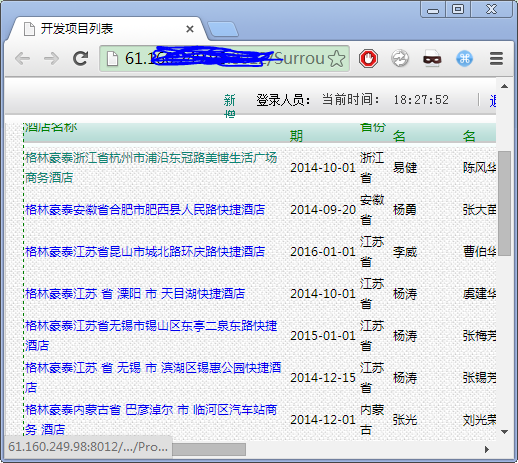 开发项目列表
61.16 /Surrou
新增 登录人员： 当前时间： 18:27:52
酒店名称 期 省份 名 名
格林豪泰浙江省杭州市浦沿东冠路美博生活广场 2014-10-01 浙江 易健 陈风华
商务酒店 省
格林豪泰安徽省合肥市肥西县人民路快捷酒店 2014-09-20 安徽 杨勇 张大苗
省
格林豪泰江苏省昆山市城北路环庆路快捷酒店 2016-01-01 江苏 李威 曹伯华
省
格林豪泰江苏 省 溧阳 市 天目湖快捷酒店 2014-10-01 江苏 杨涛 虞建华
省
格林豪泰江苏省无锡市锡山区东亭二泉东路快捷 2015-01-01 江苏 杨涛 张梅芳
酒店 省
格林豪泰江苏 省 无锡 市 滨湖区锡惠公园快捷酒 2014-12-15 江苏 杨涛 张锡芳
店 省
格林豪泰内蒙古省 巴彦淖尔 市 临河区汽车站商 2014-12-01 内蒙 张光 刘光荣
务 酒店 古
61.160.249.98:8012/.../Pro...